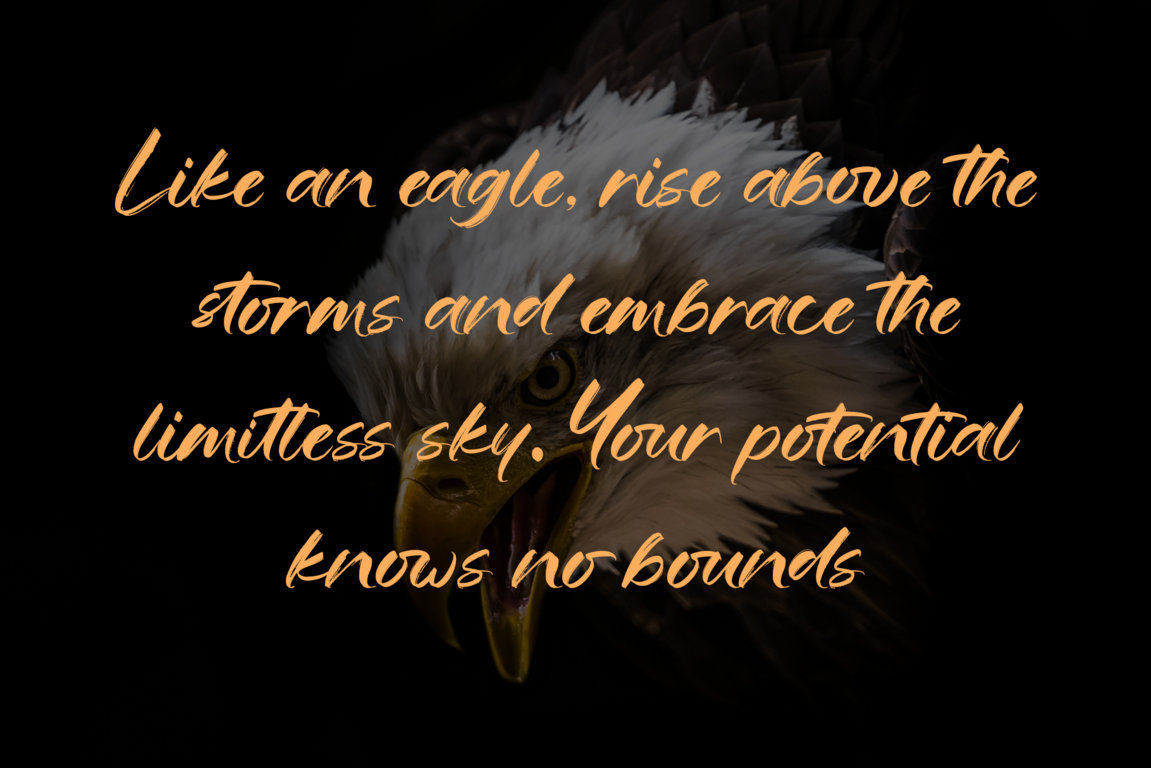 Like an eagle, rise above the
storms and embrace the
limitless sky. Your potential
knows no bounds